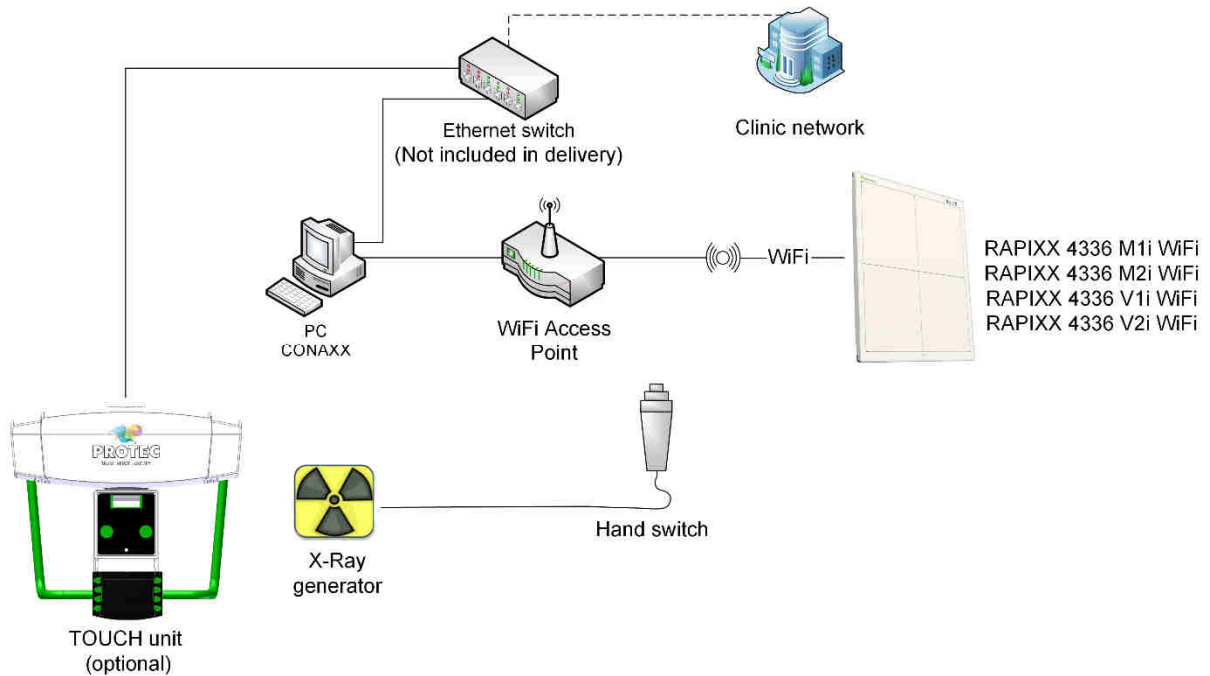 Ethernet switch
(Not included in delivery)
Clinic network
PC
CONAXX
WiFi Access
Point
WiFi
RAPIXX 4336 M1i WiFi
RAPIXX 4336 M2i WiFi
RAPIXX 4336 V1i WiFi
RAPIXX 4336 V2i WiFi
PROTEC
X-Ray
generator
Hand switch
TOUCH unit
(optional)